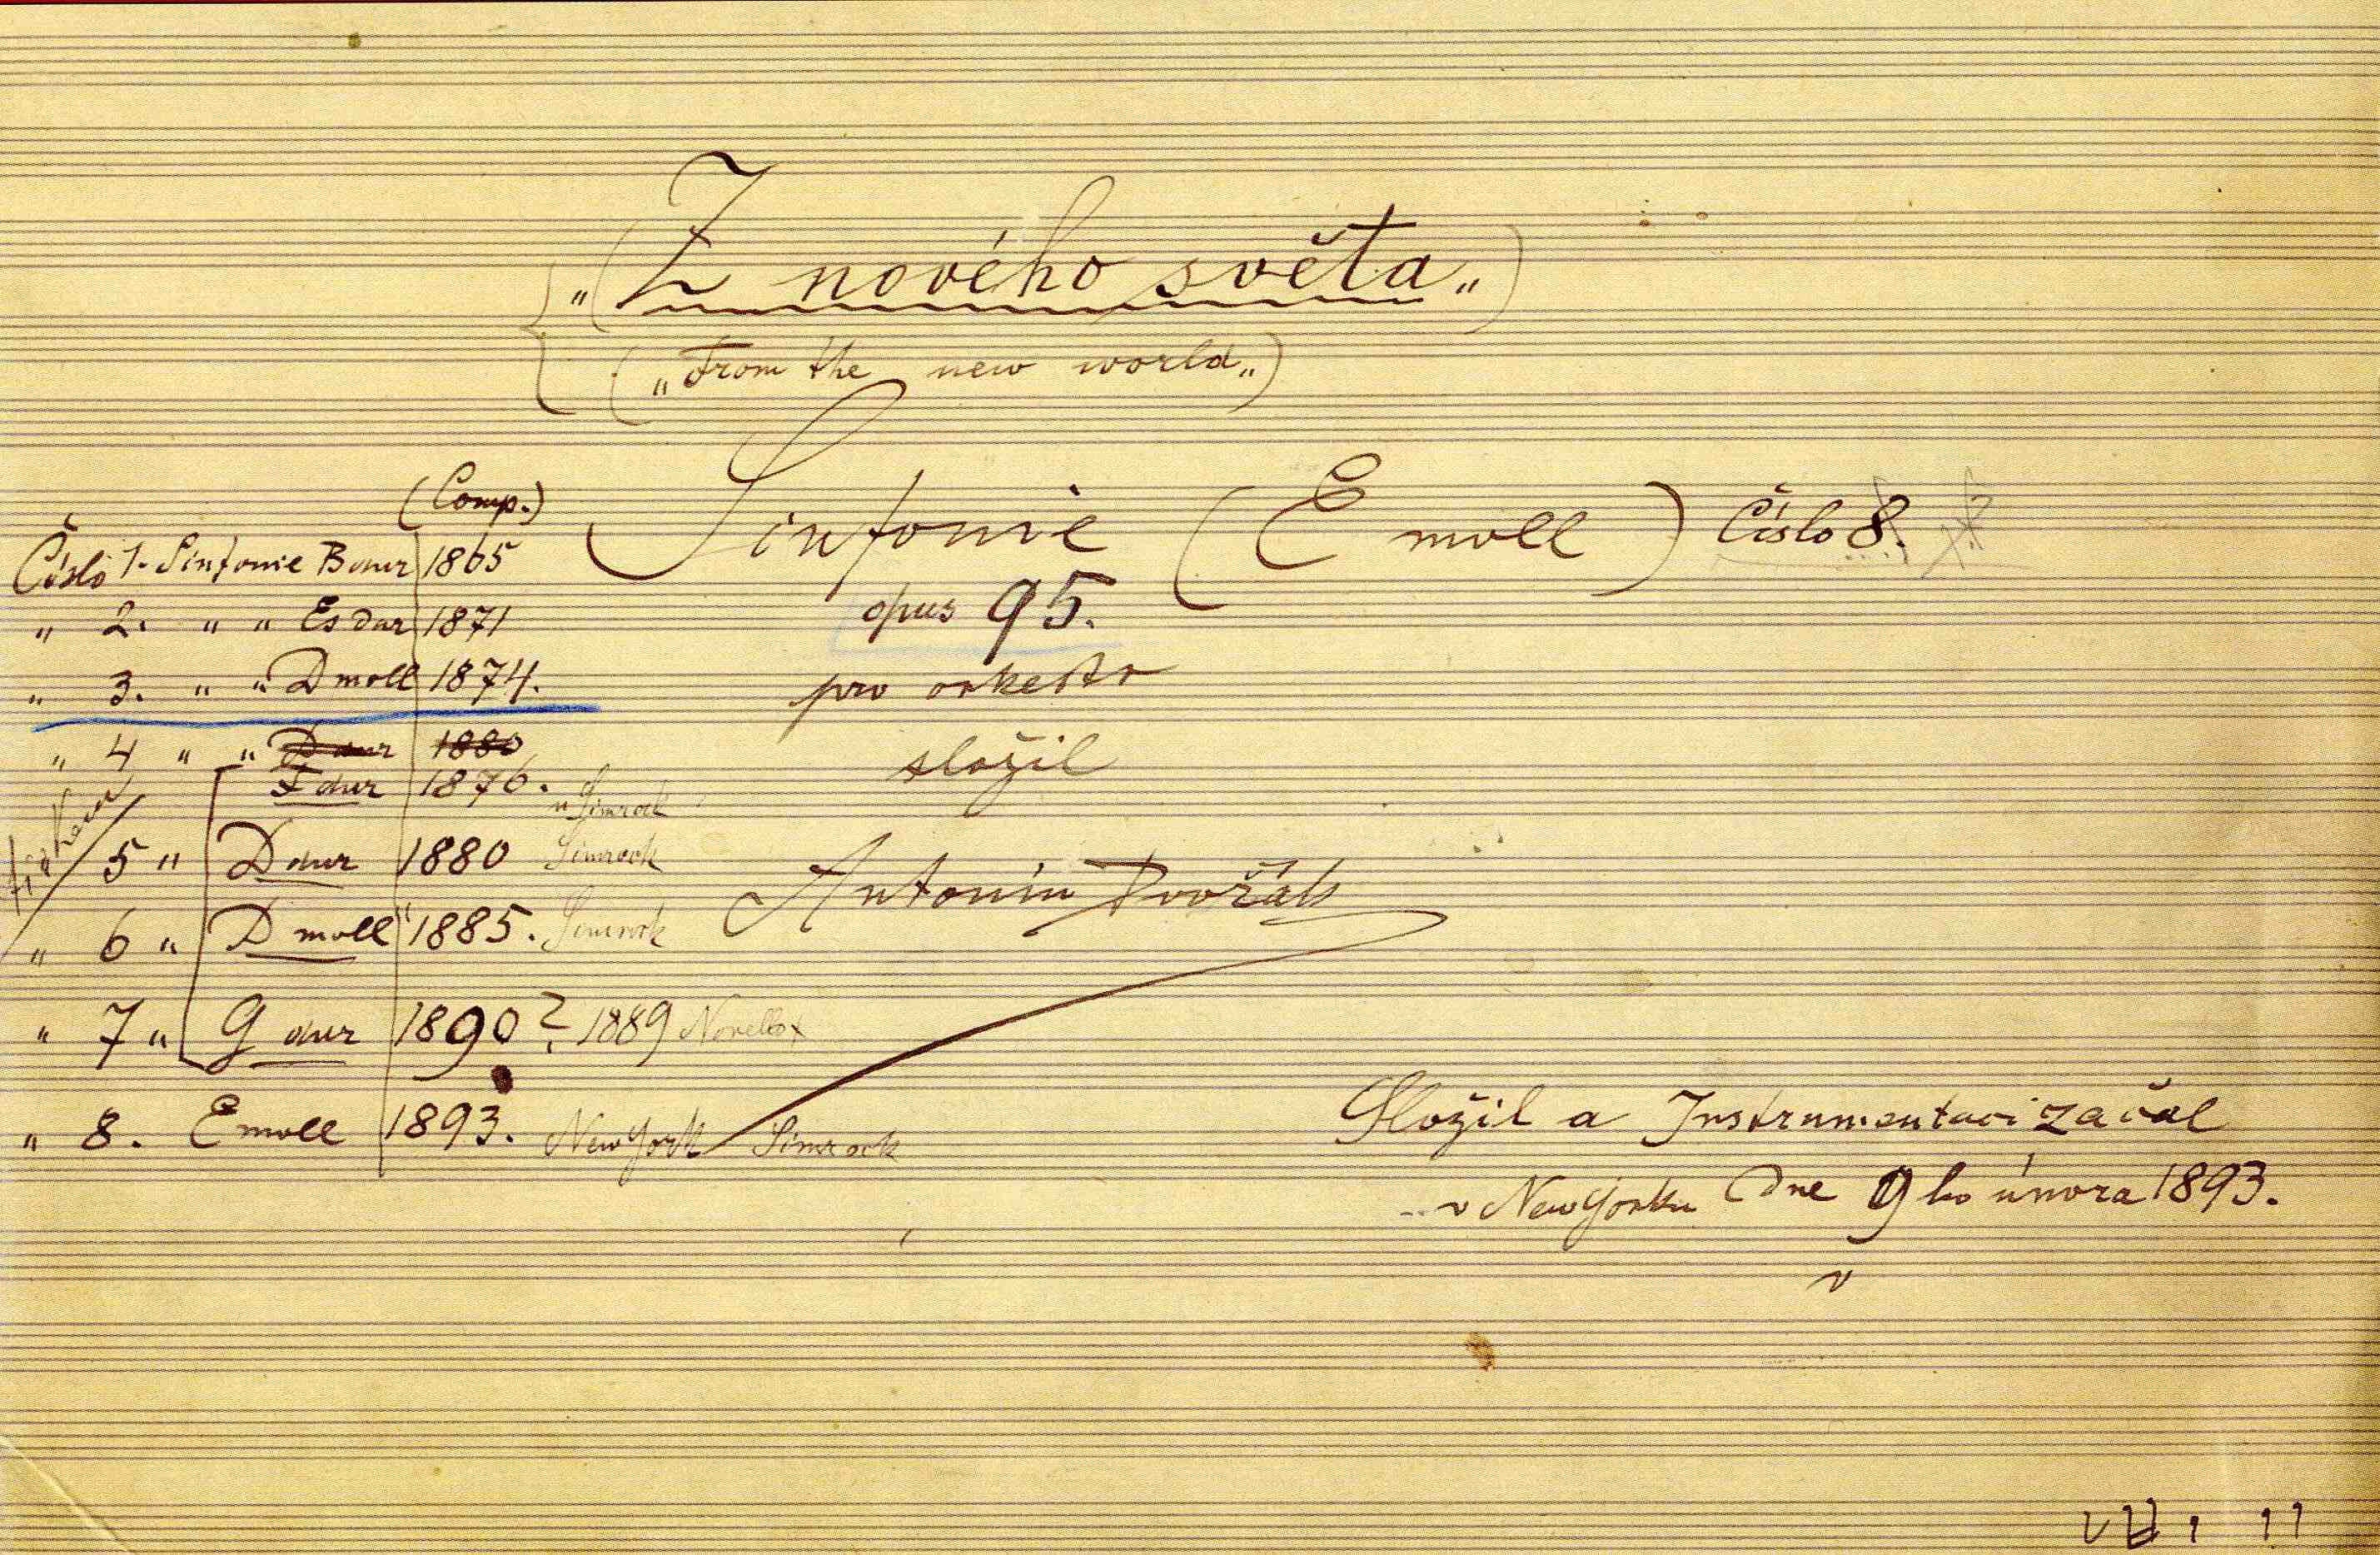 „Z nového světa„
(„From the new world„)
Sinfonie (E moll) Číslo 8.
opus 95.
pro orkestr
složil
Antonín Dvořák
(Comp.)
Číslo 1. Sinfonie B dur 1865
„ 2. „ „ Es dur 1871
„ 3. „ „ D moll 1874.
„ 4 „ „ D dur 1880
F dur 1876. u Simrock
5 „ D dur 1880 Simrock
„ 6 „ D moll 1885. Simrock
„ 7 „ G dur 1890? 1889 Novello
„ 8. E moll 1893. New York Simrock
Složil a Instrumentaci začal
v New Yorku dne 9ho února 1893.